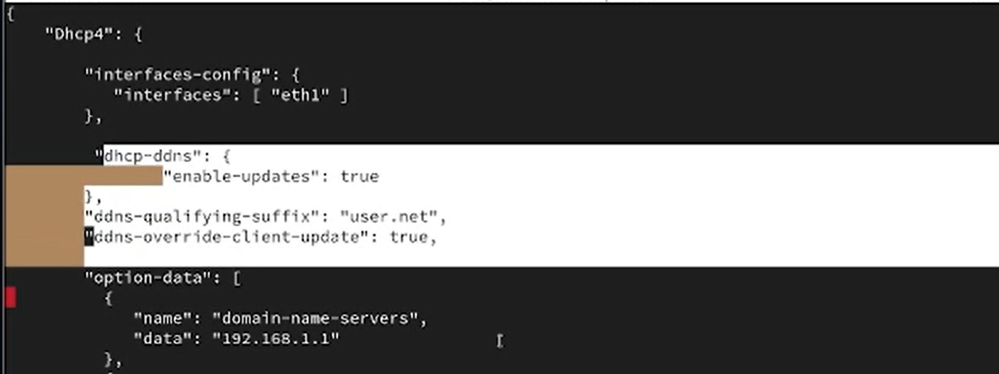 {
"Dhcp4": {
"interfaces-config": {
"interfaces": [ "eth1" ]
},
"dhcp-ddns": {
"enable-updates": true
},
"ddns-qualifying-suffix": "user.net",
"ddns-override-client-update": true,
"option-data": [
{
"name": "domain-name-servers",
"data": "192.168.1.1"
},